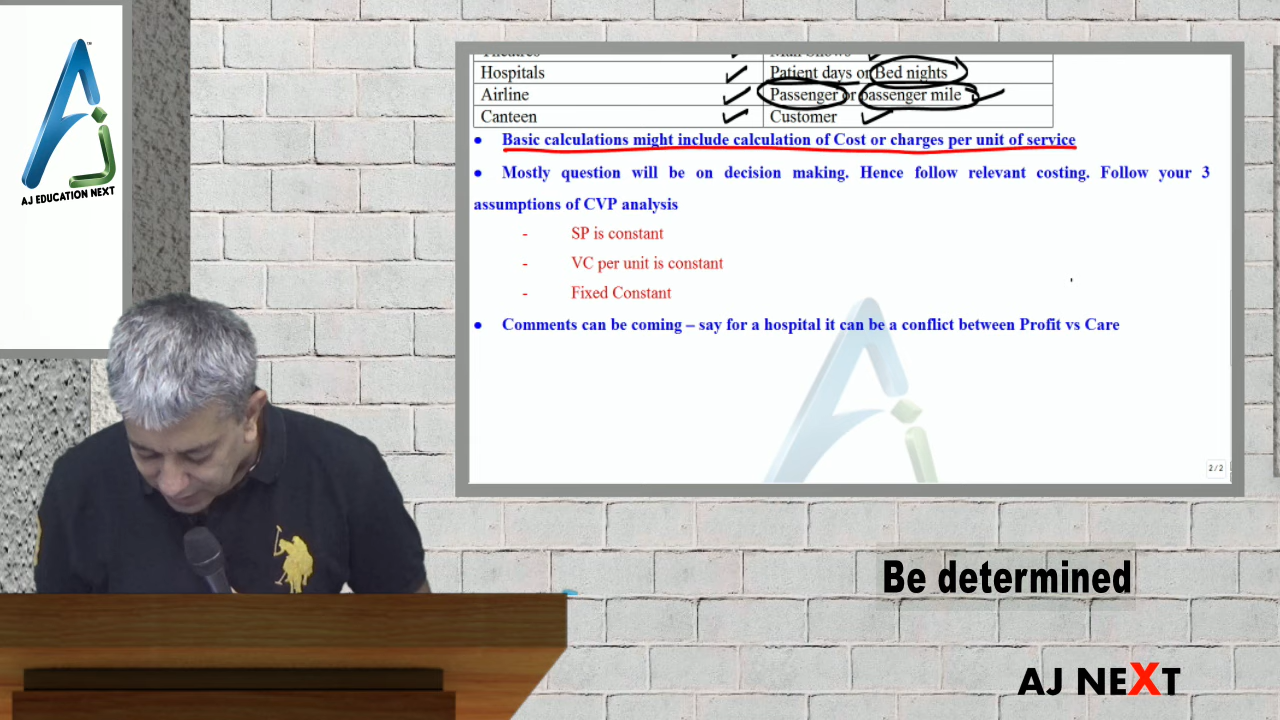 AJ EDUCATION NEXT
Theatres Man Shows
Hospitals Patient days or Bed nights
Airline Passenger or passenger mile
Canteen Customer
• Basic calculations might include calculation of Cost or charges per unit of service
• Mostly question will be on decision making. Hence follow relevant costing. Follow your 3
assumptions of CVP analysis
- SP is constant
- VC per unit is constant
- Fixed Constant
• Comments can be coming – say for a hospital it can be a conflict between Profit vs Care
2/2
Be determined
AJ NEXT